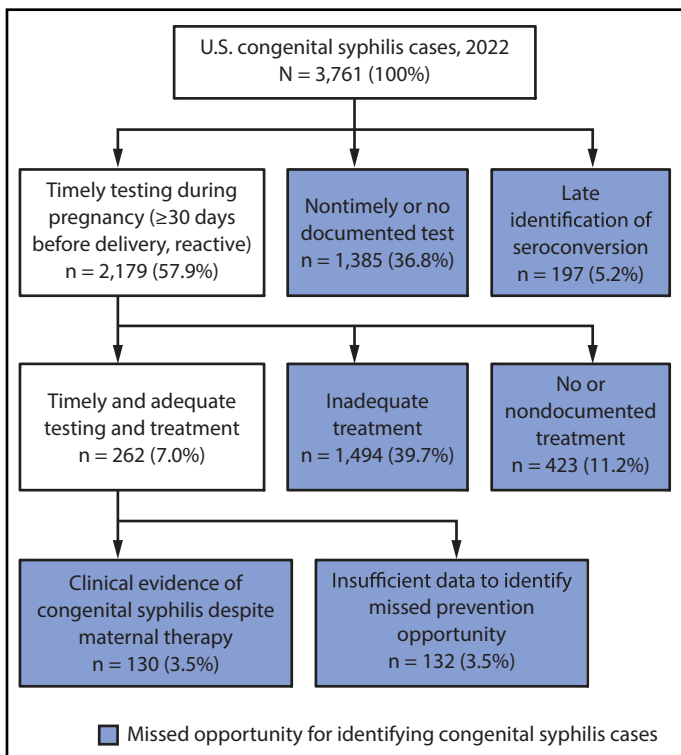 U.S. congenital syphilis cases, 2022
N = 3,761 (100%)
Timely testing during
pregnancy (≥30 days
before delivery, reactive)
n = 2,179 (57.9%)
Nontimely or no
documented test
n = 1,385 (36.8%)
Late
identification of
seroconversion
n = 197 (5.2%)
Timely and adequate
testing and treatment
n = 262 (7.0%)
Inadequate
treatment
n = 1,494 (39.7%)
No or
nondocumented
treatment
n = 423 (11.2%)
Clinical evidence of
congenital syphilis despite
maternal therapy
n = 130 (3.5%)
Insufficient data to identify
missed prevention
opportunity
n = 132 (3.5%)
Missed opportunity for identifying congenital syphilis cases